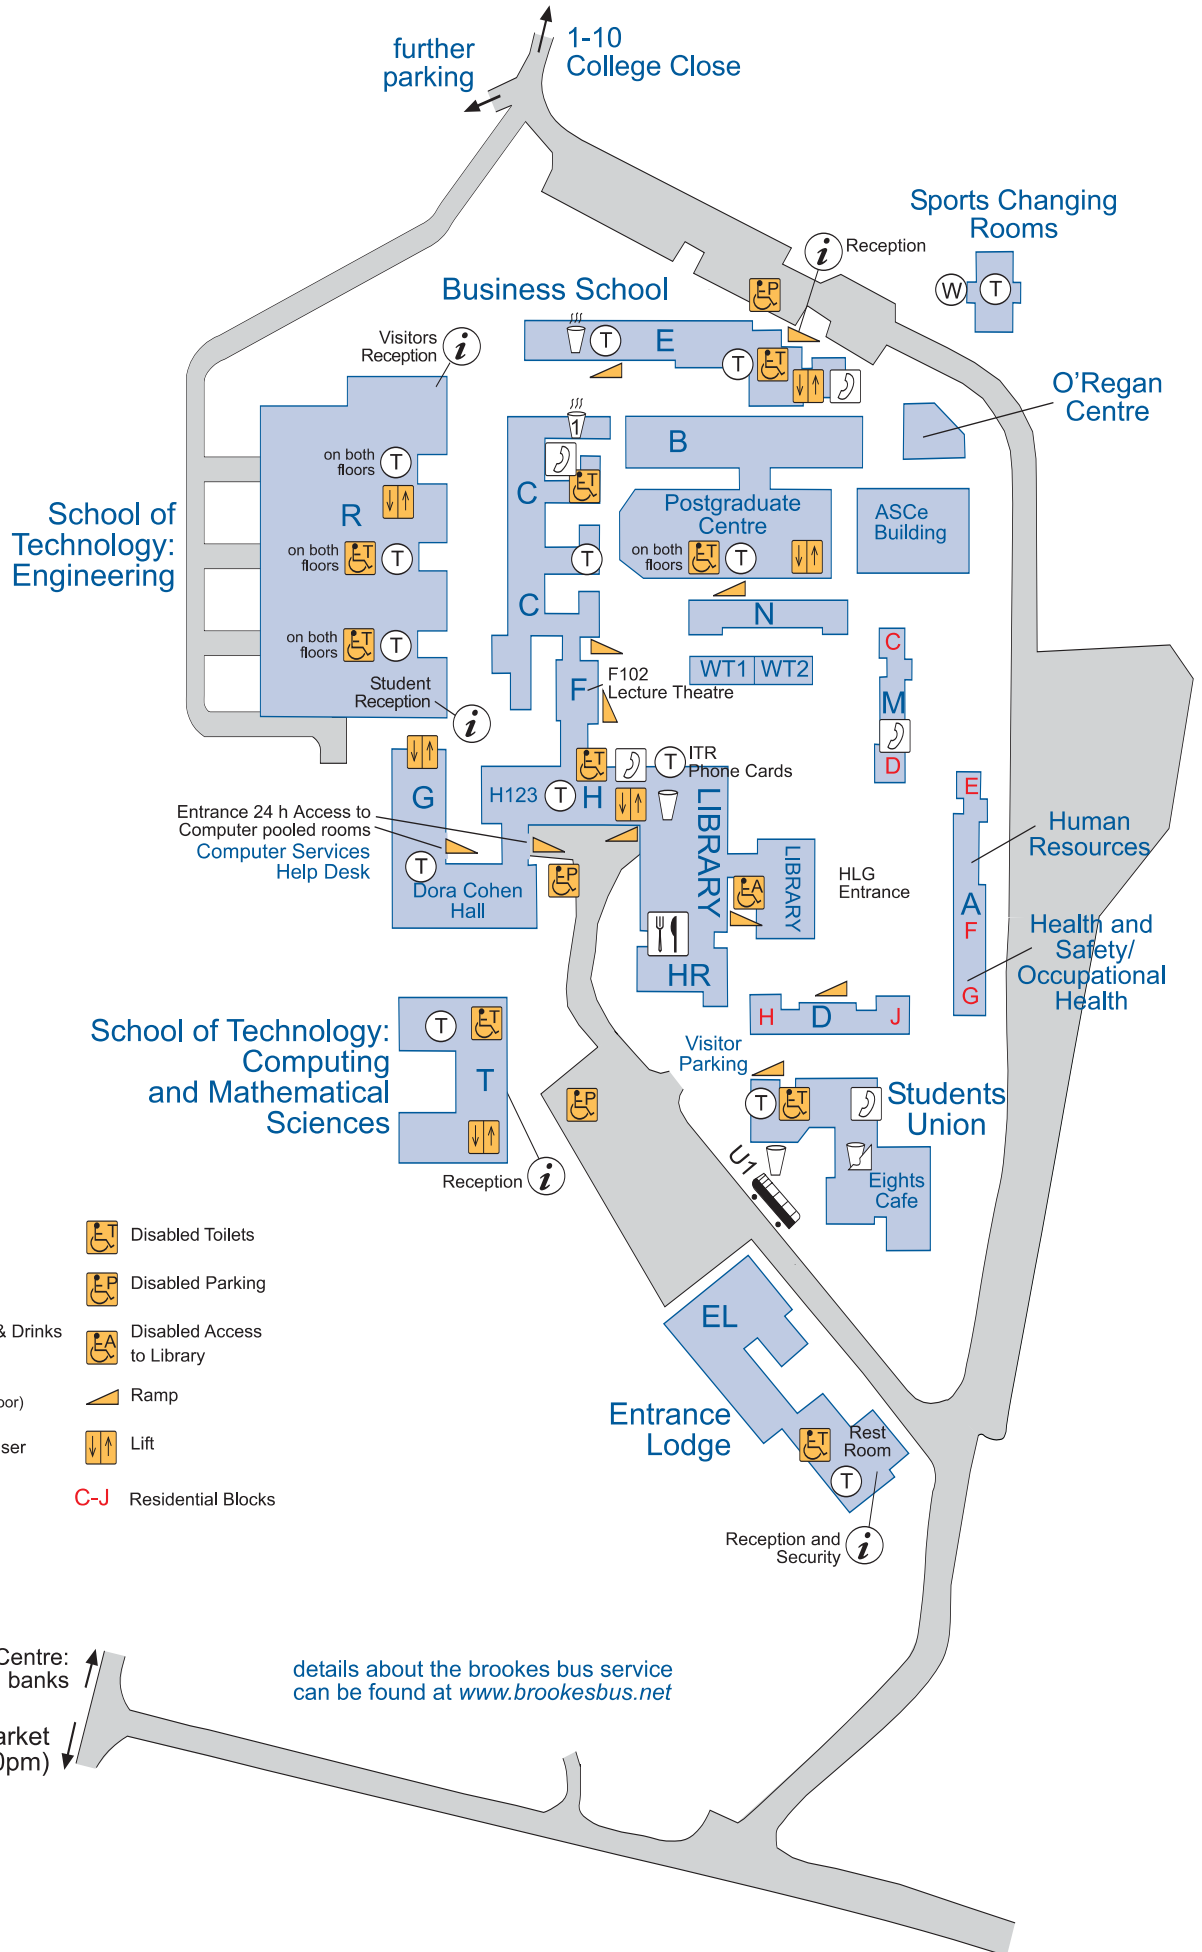 1-10
College Close
further
parking
Sports Changing
Rooms
W
T
i
Reception
P
Business School
Visitors
Reception
i
T
E
T
T
O'Regan
Centre
1
B
C
T
on both
floors
T
R
School of
Technology:
Engineering
Postgraduate
Centre
ASCe
Building
on both
floors
T
T
T
on both
floors
T
T
C
N
on both
floors
T
T
WT1
WT2
C
M
D
Student
Reception
i
F
F102
Lecture Theatre
T
T
ITR
Phone Cards
G
H123
T
H
LIBRARY
E
Entrance 24 h Access to
Computer pooled rooms
Computer Services
Help Desk
T
P
Dora Cohen
Hall
A
LIBRARY
HLG
Entrance
Human
Resources
A
F
G
Health and
Safety/
Occupational
Health
HR
H
D
J
School of Technology:
Computing
and Mathematical
Sciences
T
T
T
Visitor
Parking
P
T
T
Students
Union
U1
Eights
Cafe
Reception
i
T
Disabled Toilets
P
Disabled Parking
& Drinks
A
Disabled Access
to Library
oor)
Ramp
ser
Lift
C-J
Residential Blocks
EL
Entrance
Lodge
T
Rest
Room
T
Reception and
Security
i
Centre:
banks
details about the brookes bus service
can be found at www.brookesbus.net
arket
0pm)